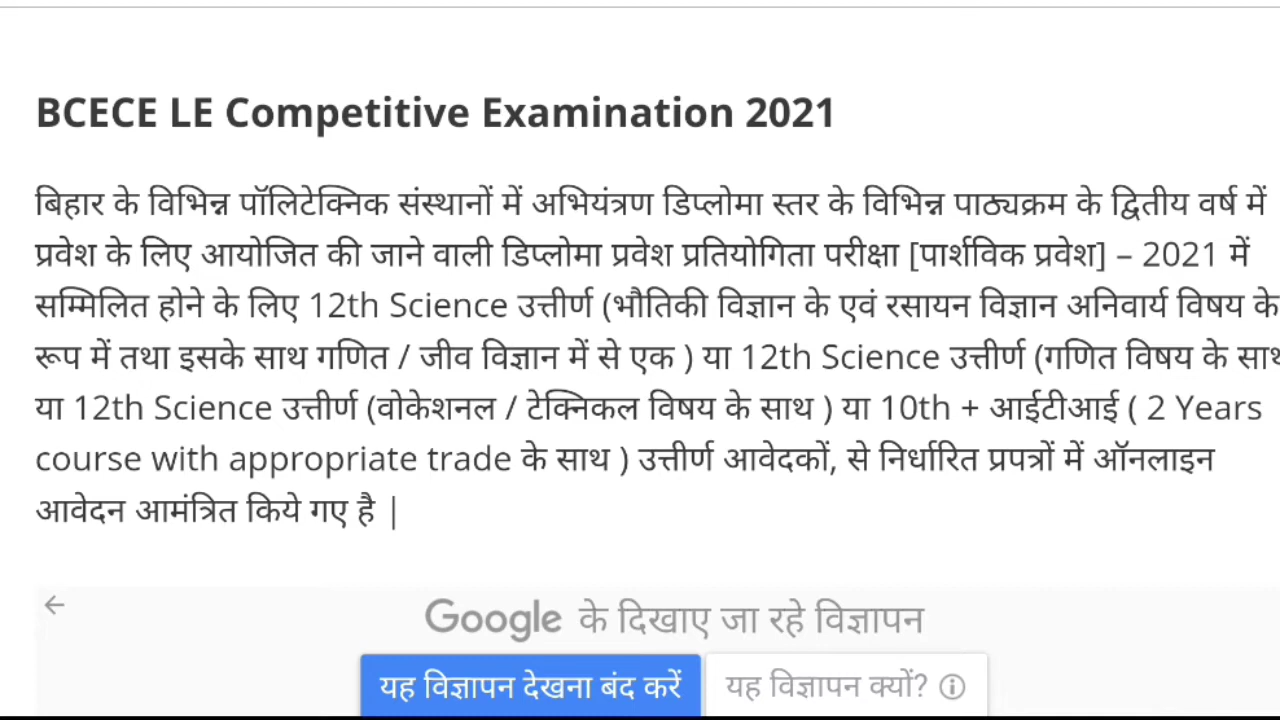 BCECE LE Competitive Examination 2021
बिहार के विभिन्न पॉलिटेक्निक संस्थानों में अभियंत्रण डिप्लोमा स्तर के विभिन्न पाठ्यक्रम के द्वितीय वर्ष में
प्रवेश के लिए आयोजित की जाने वाली डिप्लोमा प्रवेश प्रतियोगिता परीक्षा [पार्शविक प्रवेश] – 2021 में
सम्मिलित होने के लिए 12th Science उत्तीर्ण (भौतिकी विज्ञान के एवं रसायन विज्ञान अनिवार्य विषय के
रूप में तथा इसके साथ गणित / जीव विज्ञान में से एक ) या 12th Science उत्तीर्ण (गणित विषय के
या 12th Science उत्तीर्ण (वोकेशनल / टेक्निकल विषय के साथ ) या 10th + आईटीआई ( 2 Years
course with appropriate trade के साथ ) उत्तीर्ण आवेदकों, से निर्धारित प्रपत्रों में ऑनलाइन
आवेदन आमंत्रित किये गए है |
Google के दिखाए जा रहे विज्ञापन
यह विज्ञापन देखना बंद करें यह विज्ञापन क्यों?